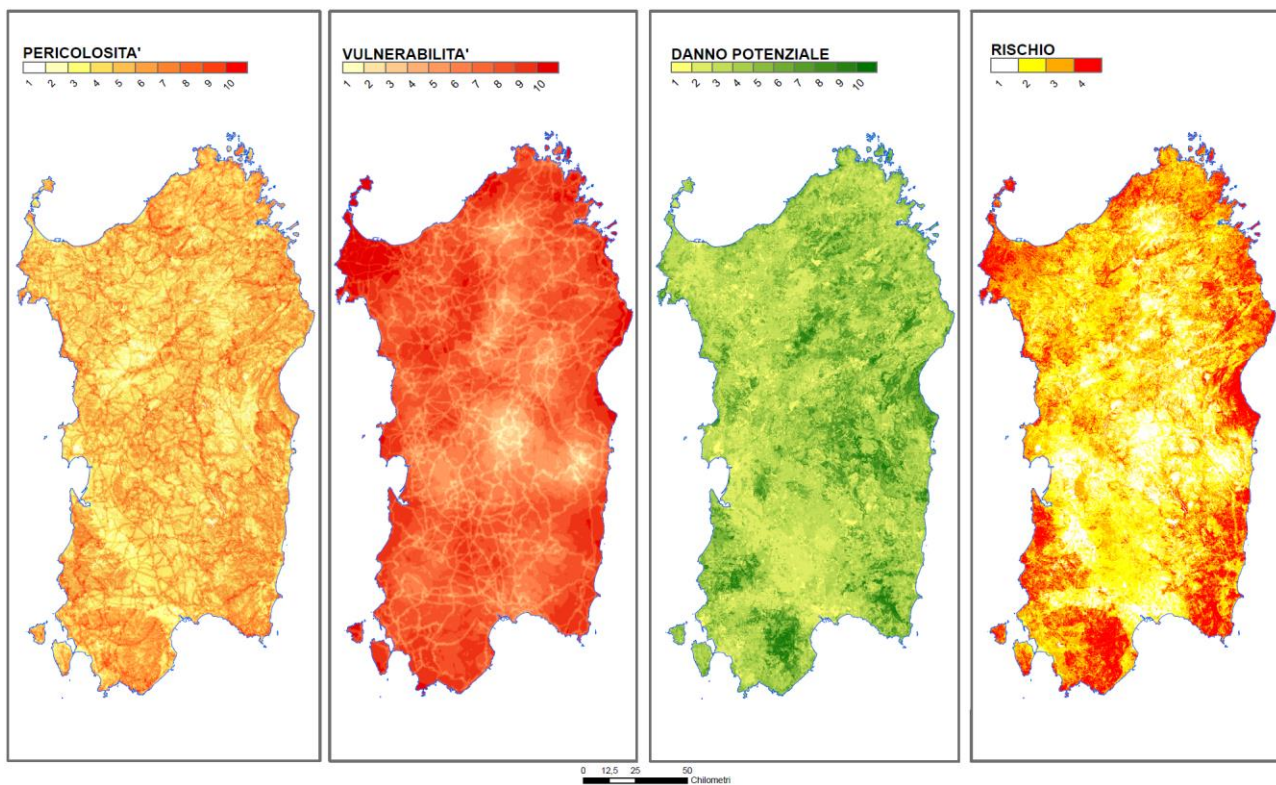 PERICOLOSITA'
1 2 3 4 5 6 7 8 9 10
VULNERABILITA'
1 2 3 4 5 6 7 8 9 10
DANNO POTENZIALE
1 2 3 4 5 6 7 8 9 10
RISCHIO
1 2 3 4
0 12,5 25 50
Chilometri